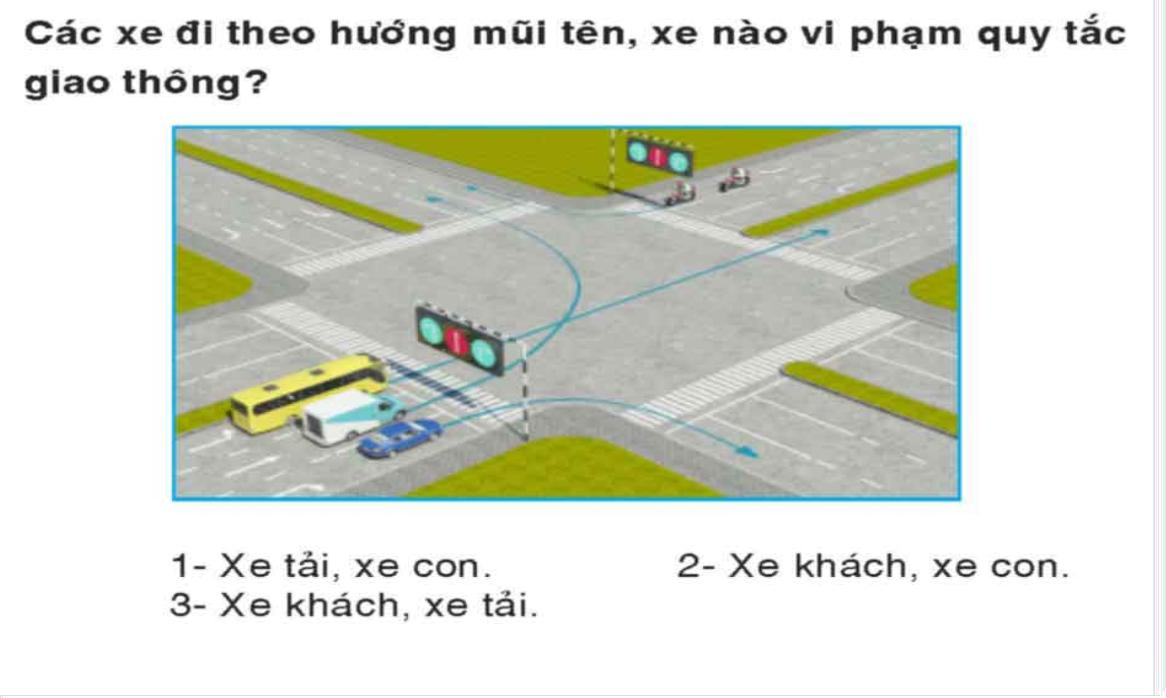 Các xe đi theo hướng mũi tên, xe nào vi phạm quy tắc
giao thông?
1- Xe tải, xe con.
2- Xe khách, xe con.
3- Xe khách, xe tải.